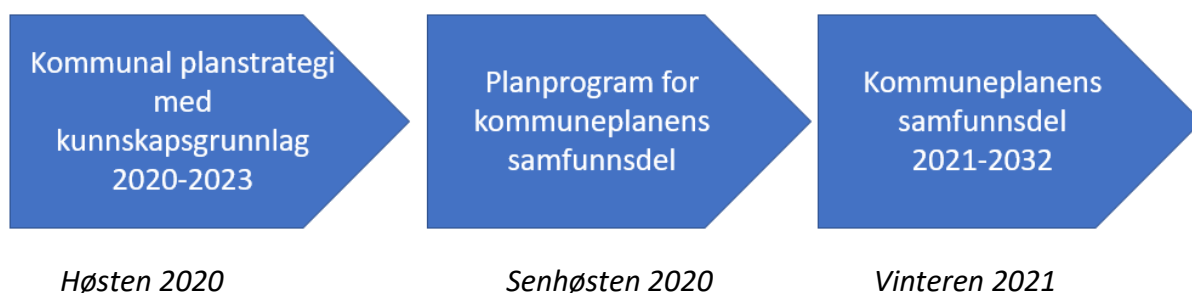 Kommunal planstrategi
med
kunnskapsgrunnlag
2020-2023
Planprogram for
kommuneplanens
samfunnsdel
Kommuneplanens
samfunnsdel
2021-2032
Høsten 2020
Senhøsten 2020
Vinteren 2021